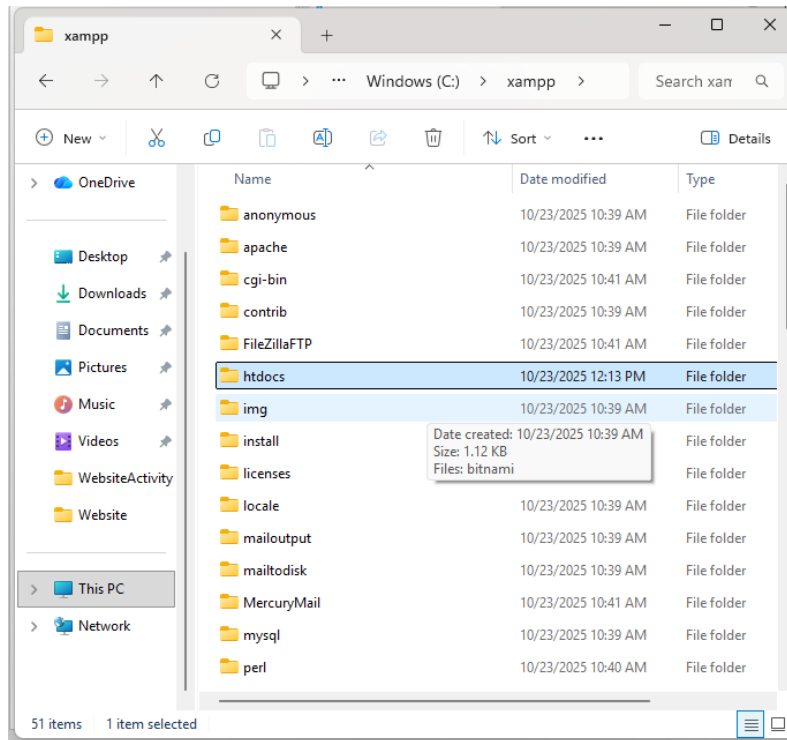 xampp
Windows (C:) xampp Search xam
New Sort Details
OneDrive
Desktop
Downloads
Documents
Pictures
Music
Videos
WebsiteActivity
Website
This PC
Network
Name Date modified Type
anonymous 10/23/2025 10:39 AM File folder
apache 10/23/2025 10:39 AM File folder
cgi-bin 10/23/2025 10:41 AM File folder
contrib 10/23/2025 10:39 AM File folder
FileZillaFTP 10/23/2025 10:41 AM File folder
htdocs 10/23/2025 12:13 PM File folder
img 10/23/2025 10:39 AM File folder
install File folder
licenses File folder
locale 10/23/2025 10:39 AM File folder
mailoutput 10/23/2025 10:39 AM File folder
mailtodisk 10/23/2025 10:39 AM File folder
MercuryMail 10/23/2025 10:41 AM File folder
mysql 10/23/2025 10:39 AM File folder
perl 10/23/2025 10:40 AM File folder
Date created: 10/23/2025 10:39 AM
Size: 1.12 KB
Files: bitnami
51 items 1 item selected